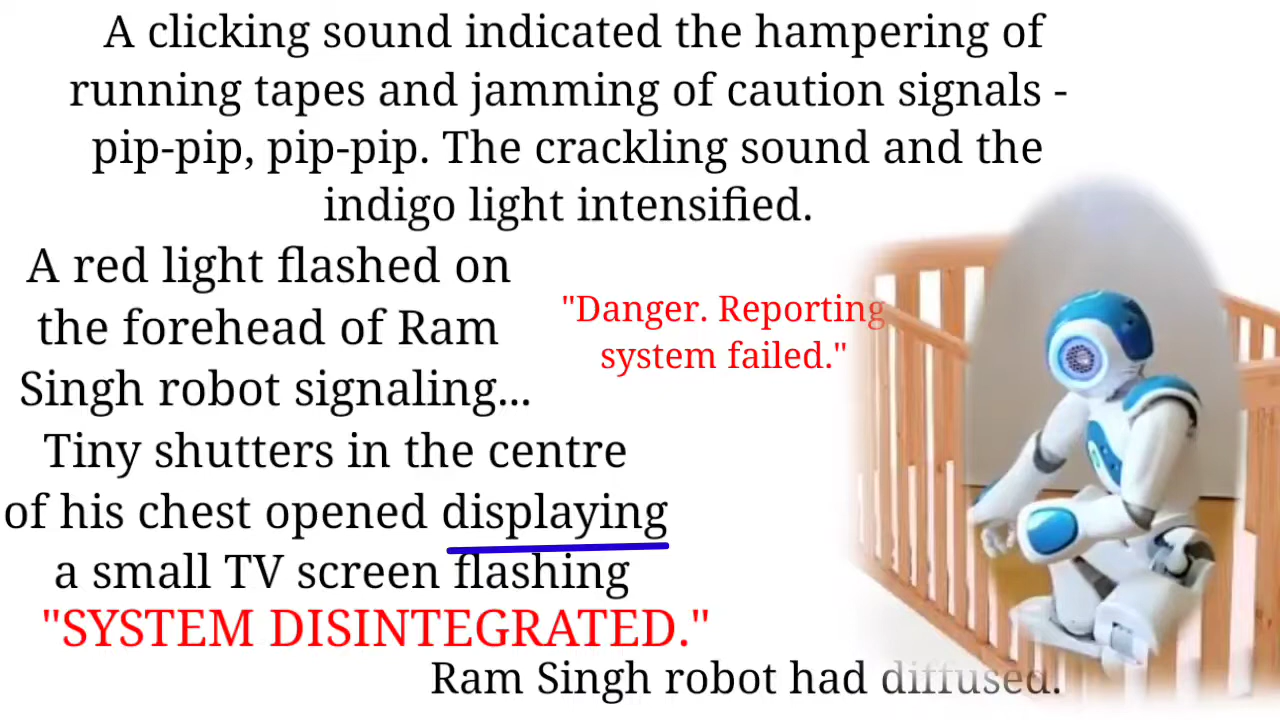 A clicking sound indicated the hampering of
running tapes and jamming of caution signals -
pip-pip, pip-pip. The crackling sound and the
indigo light intensified.
A red light flashed on
the forehead of Ram
Singh robot signaling...
"Danger. Reporting
system failed."
Tiny shutters in the centre
of his chest opened displaying
a small TV screen flashing
"SYSTEM DISINTEGRATED."
Ram Singh robot had diffused.